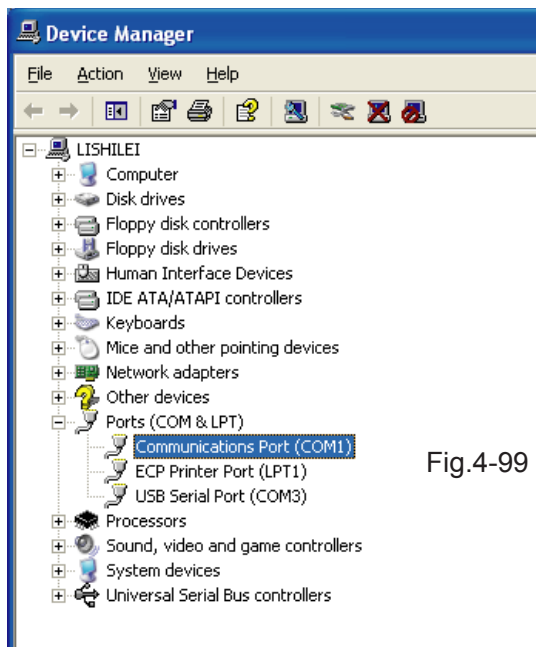 Device Manager
File Action View Help
LISHILEI
Computer
Disk drives
Floppy disk controllers
Floppy disk drives
Human Interface Devices
IDE ATA/ATAPI controllers
Keyboards
Mice and other pointing devices
Network adapters
Other devices
Ports (COM & LPT)
Communications Port (COM1)
ECP Printer Port (LPT1)
Fig.4-99
USB Serial Port (COM3)
Processors
Sound, video and game controllers
System devices
Universal Serial Bus controllers